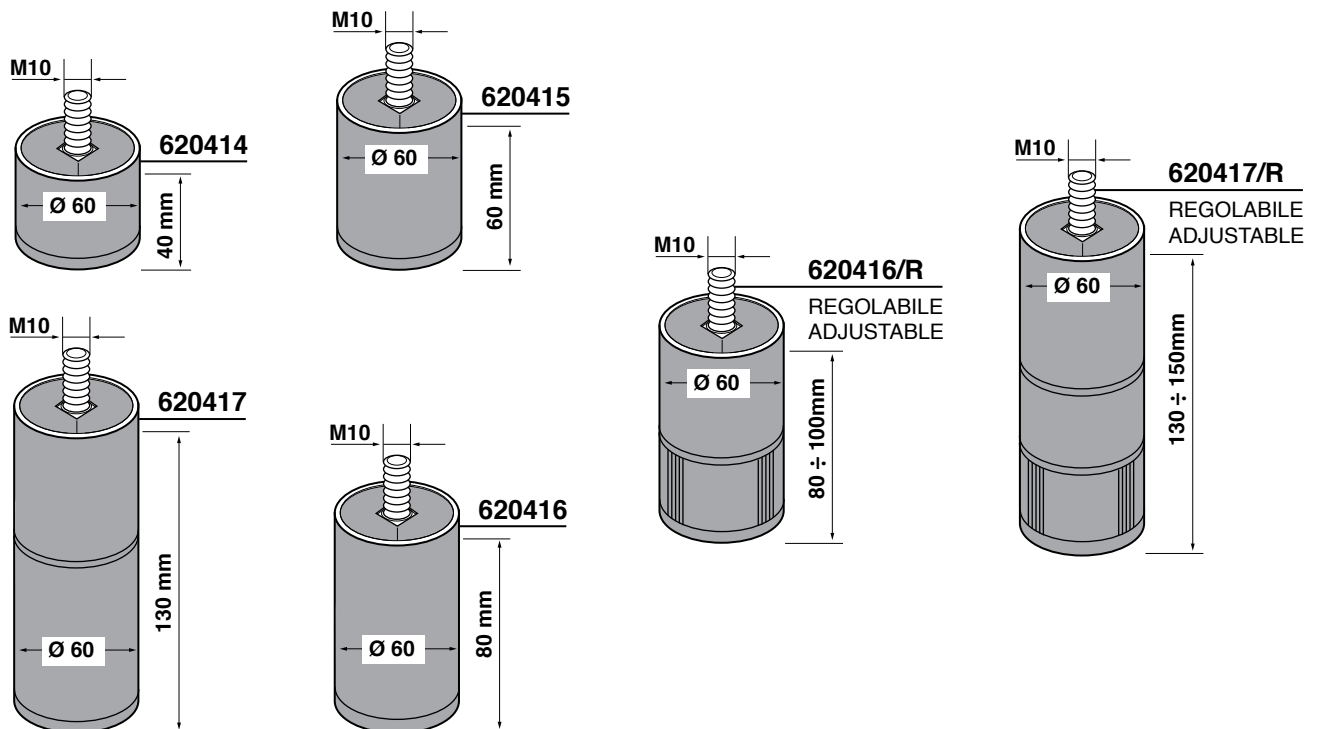 M10
620414
Ø 60
40 mm
M10
620415
Ø 60
60 mm
M10
620417
Ø 60
130 mm
M10
620416
Ø 60
80 mm
M10
620416/R
REGOLABILE
ADJUSTABLE
Ø 60
80 ÷ 100mm
M10
620417/R
REGOLABILE
ADJUSTABLE
Ø 60
130 ÷ 150mm